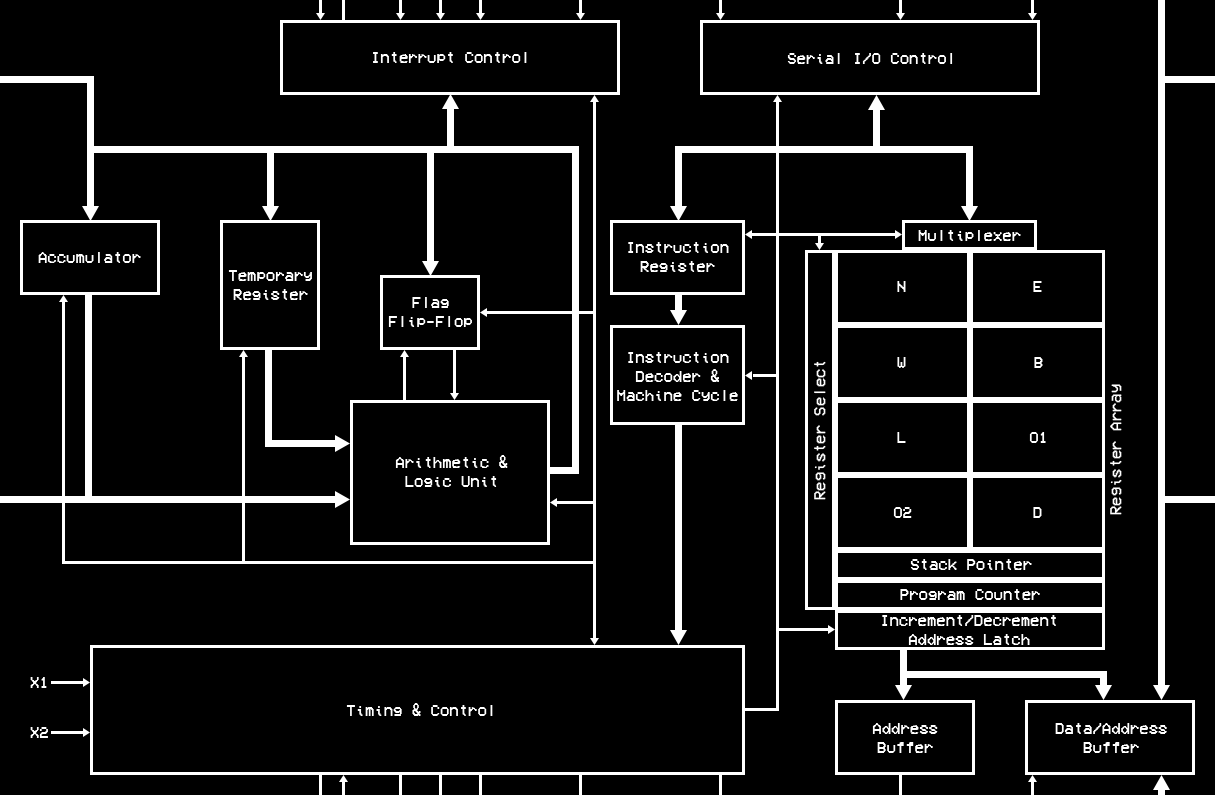 Interrupt Control
Serial I/O Control
Accumulator
Temporary
Register
Flag
Flip-Flop
Instruction
Register
Multiplexer
Instruction
Decoder &
Machine Cycle
Arithmetic &
Logic Unit
Register Select
N
E
W
B
L
O1
O2
D
Register Array
Stack Pointer
Program Counter
Increment/Decrement
Address Latch
X1
X2
Timing & Control
Address
Buffer
Data/Address
Buffer